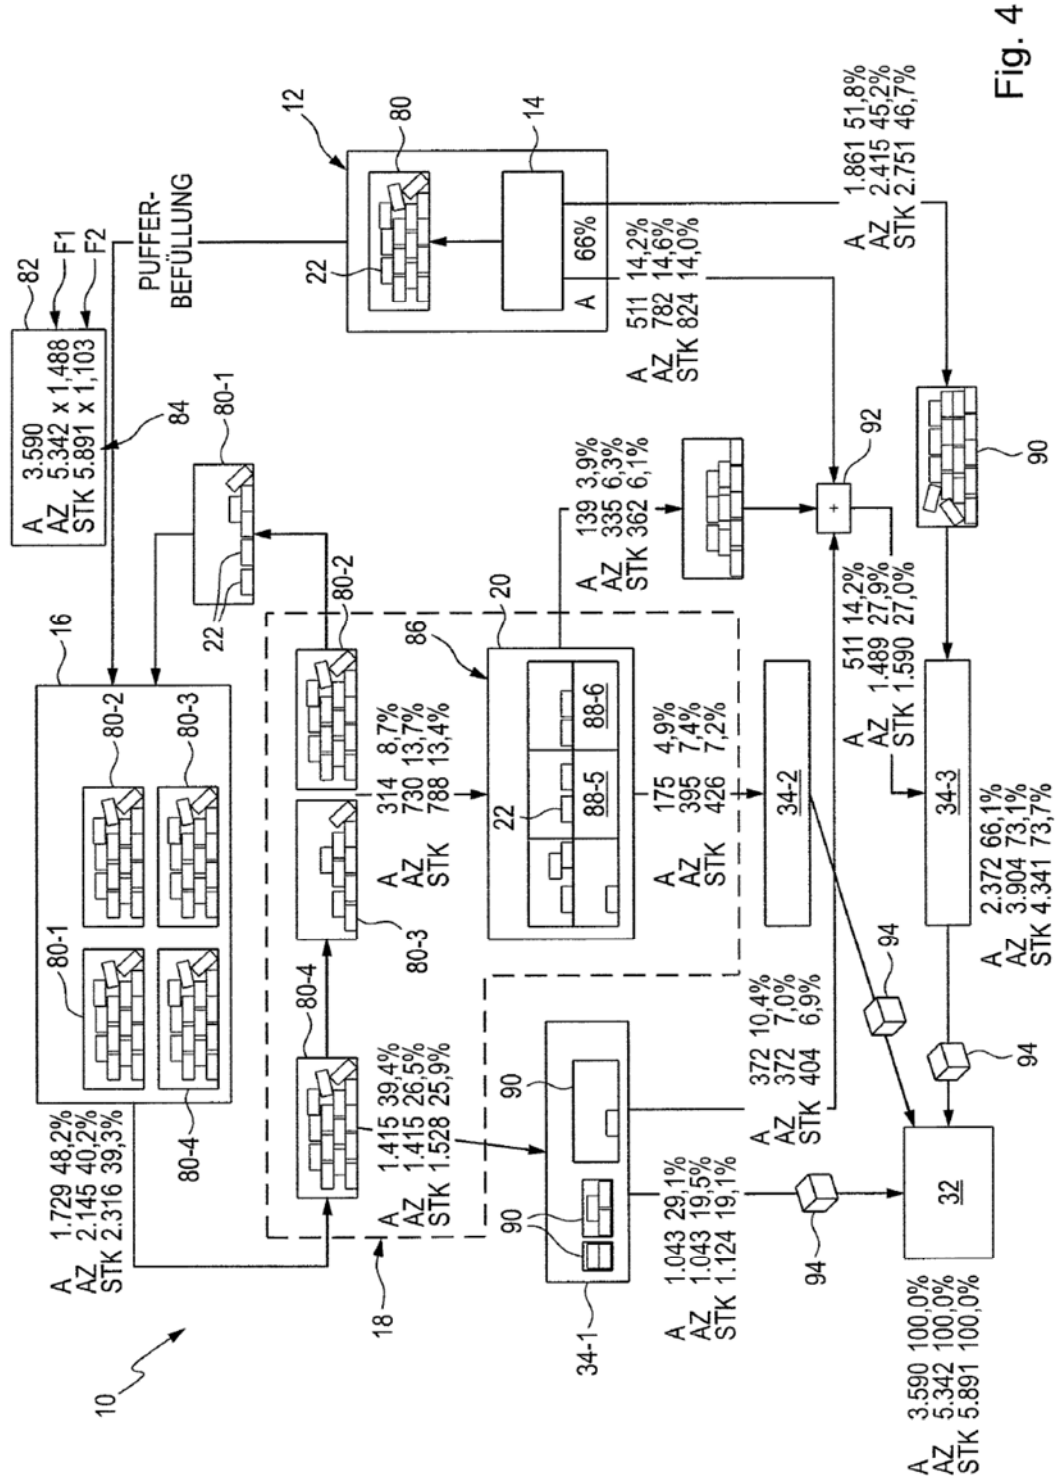 Fig. 4
10
16
80-1
80-2
80-3
80-4
A 1.729 48,2%
AZ 2.145 40,2%
STK 2.316 39,3%
82
A 3.590
AZ 5.342 x 1,488
STK 5.891 x 1,103
F1
F2
84
PUFFER-
BEFÜLLUNG
80-1
22
12
80
22
14
A 66%
18
80-4
80-3
80-2
A 1.415 39,4%
AZ 1.415 26,5%
STK 1.528 25,9%
A 314 8,7%
AZ 730 13,7%
STK 788 13,4%
86
20
22
88-5
88-6
A 139 3,9%
AZ 335 6,3%
STK 362 6,1%
A 511 14,2%
AZ 782 14,6%
STK 824 14,0%
A 1.861 51,8%
AZ 2.415 45,2%
STK 2.751 46,7%
34-1
90
90
A 175 4,9%
AZ 395 7,4%
STK 426 7,2%
A 1.043 29,1%
AZ 1.043 19,5%
STK 1.124 19,1%
A 372 10,4%
AZ 372 7,0%
STK 404 6,9%
34-2
+
92
A 511 14,2%
AZ 1.489 27,9%
STK 1.590 27,0%
90
34-3
A 2.372 66,1%
AZ 3.904 73,1%
STK 4.341 73,7%
94
94
94
32
A 3.590 100,0%
AZ 5.342 100,0%
STK 5.891 100,0%